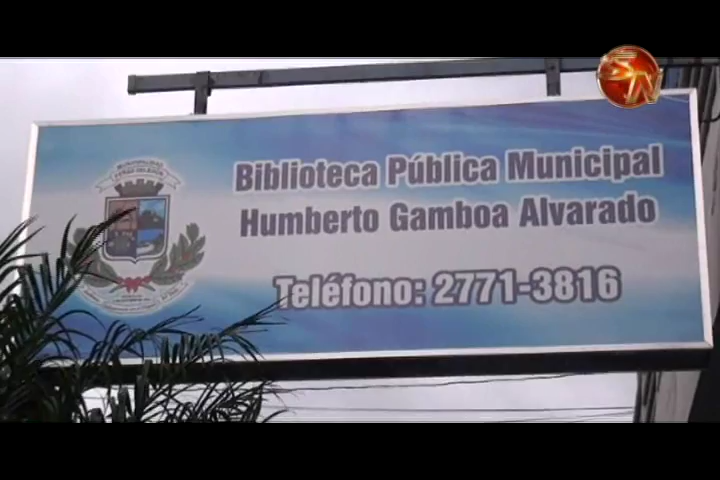 Biblioteca Pública Municipal
Humberto Gamboa Alvarado
Teléfono: 2771-3816